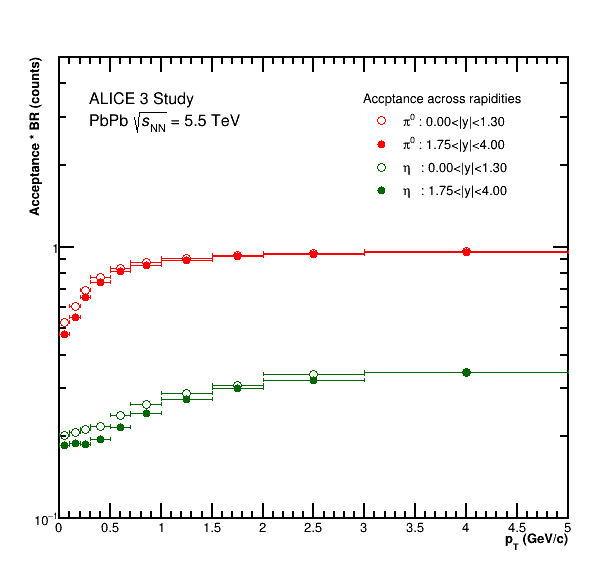 Acceptance * BR (counts)
ALICE 3 Study
PbPb √s_NN = 5.5 TeV
Accptance across rapidities
π⁰ : 0.00<|y|<1.30
π⁰ : 1.75<|y|<4.00
η : 0.00<|y|<1.30
η : 1.75<|y|<4.00
1
10⁻¹
0 0.5 1 1.5 2 2.5 3 3.5 4 4.5 5
p_T (GeV/c)